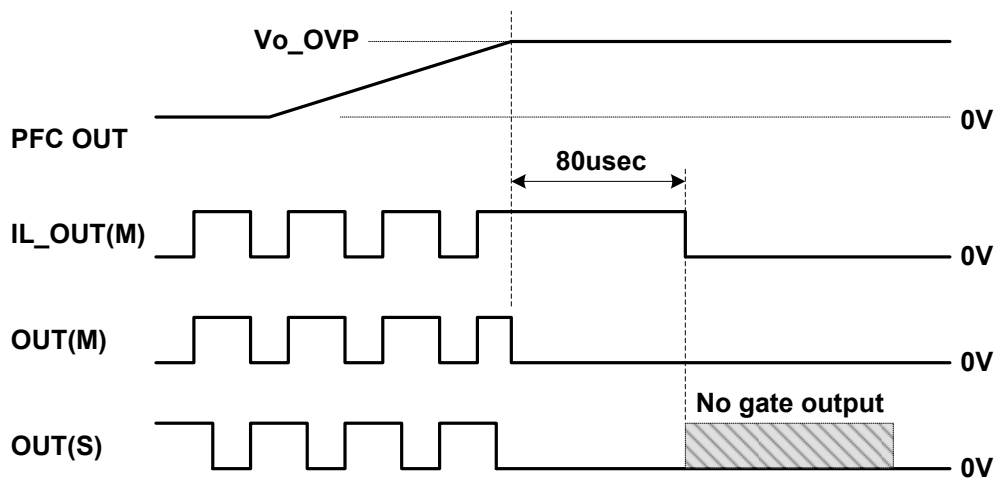 Vo_OVP
0V
PFC OUT
80usec
IL_OUT(M)
0V
OUT(M)
0V
No gate output
OUT(S)
0V